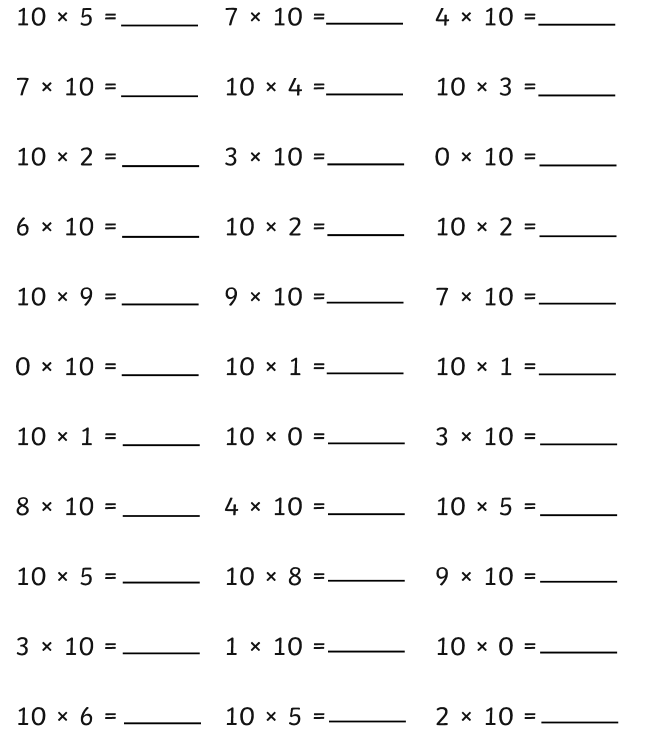 10 × 5 =______ 7 × 10 =______ 4 × 10 =______
7 × 10 =______ 10 × 4 =______ 10 × 3 =______
10 × 2 =______ 3 × 10 =______ 0 × 10 =______
6 × 10 =______ 10 × 2 =______ 10 × 2 =______
10 × 9 =______ 9 × 10 =______ 7 × 10 =______
0 × 10 =______ 10 × 1 =______ 10 × 1 =______
10 × 1 =______ 10 × 0 =______ 3 × 10 =______
8 × 10 =______ 4 × 10 =______ 10 × 5 =______
10 × 5 =______ 10 × 8 =______ 9 × 10 =______
3 × 10 =______ 1 × 10 =______ 10 × 0 =______
10 × 6 =______ 10 × 5 =______ 2 × 10 =______